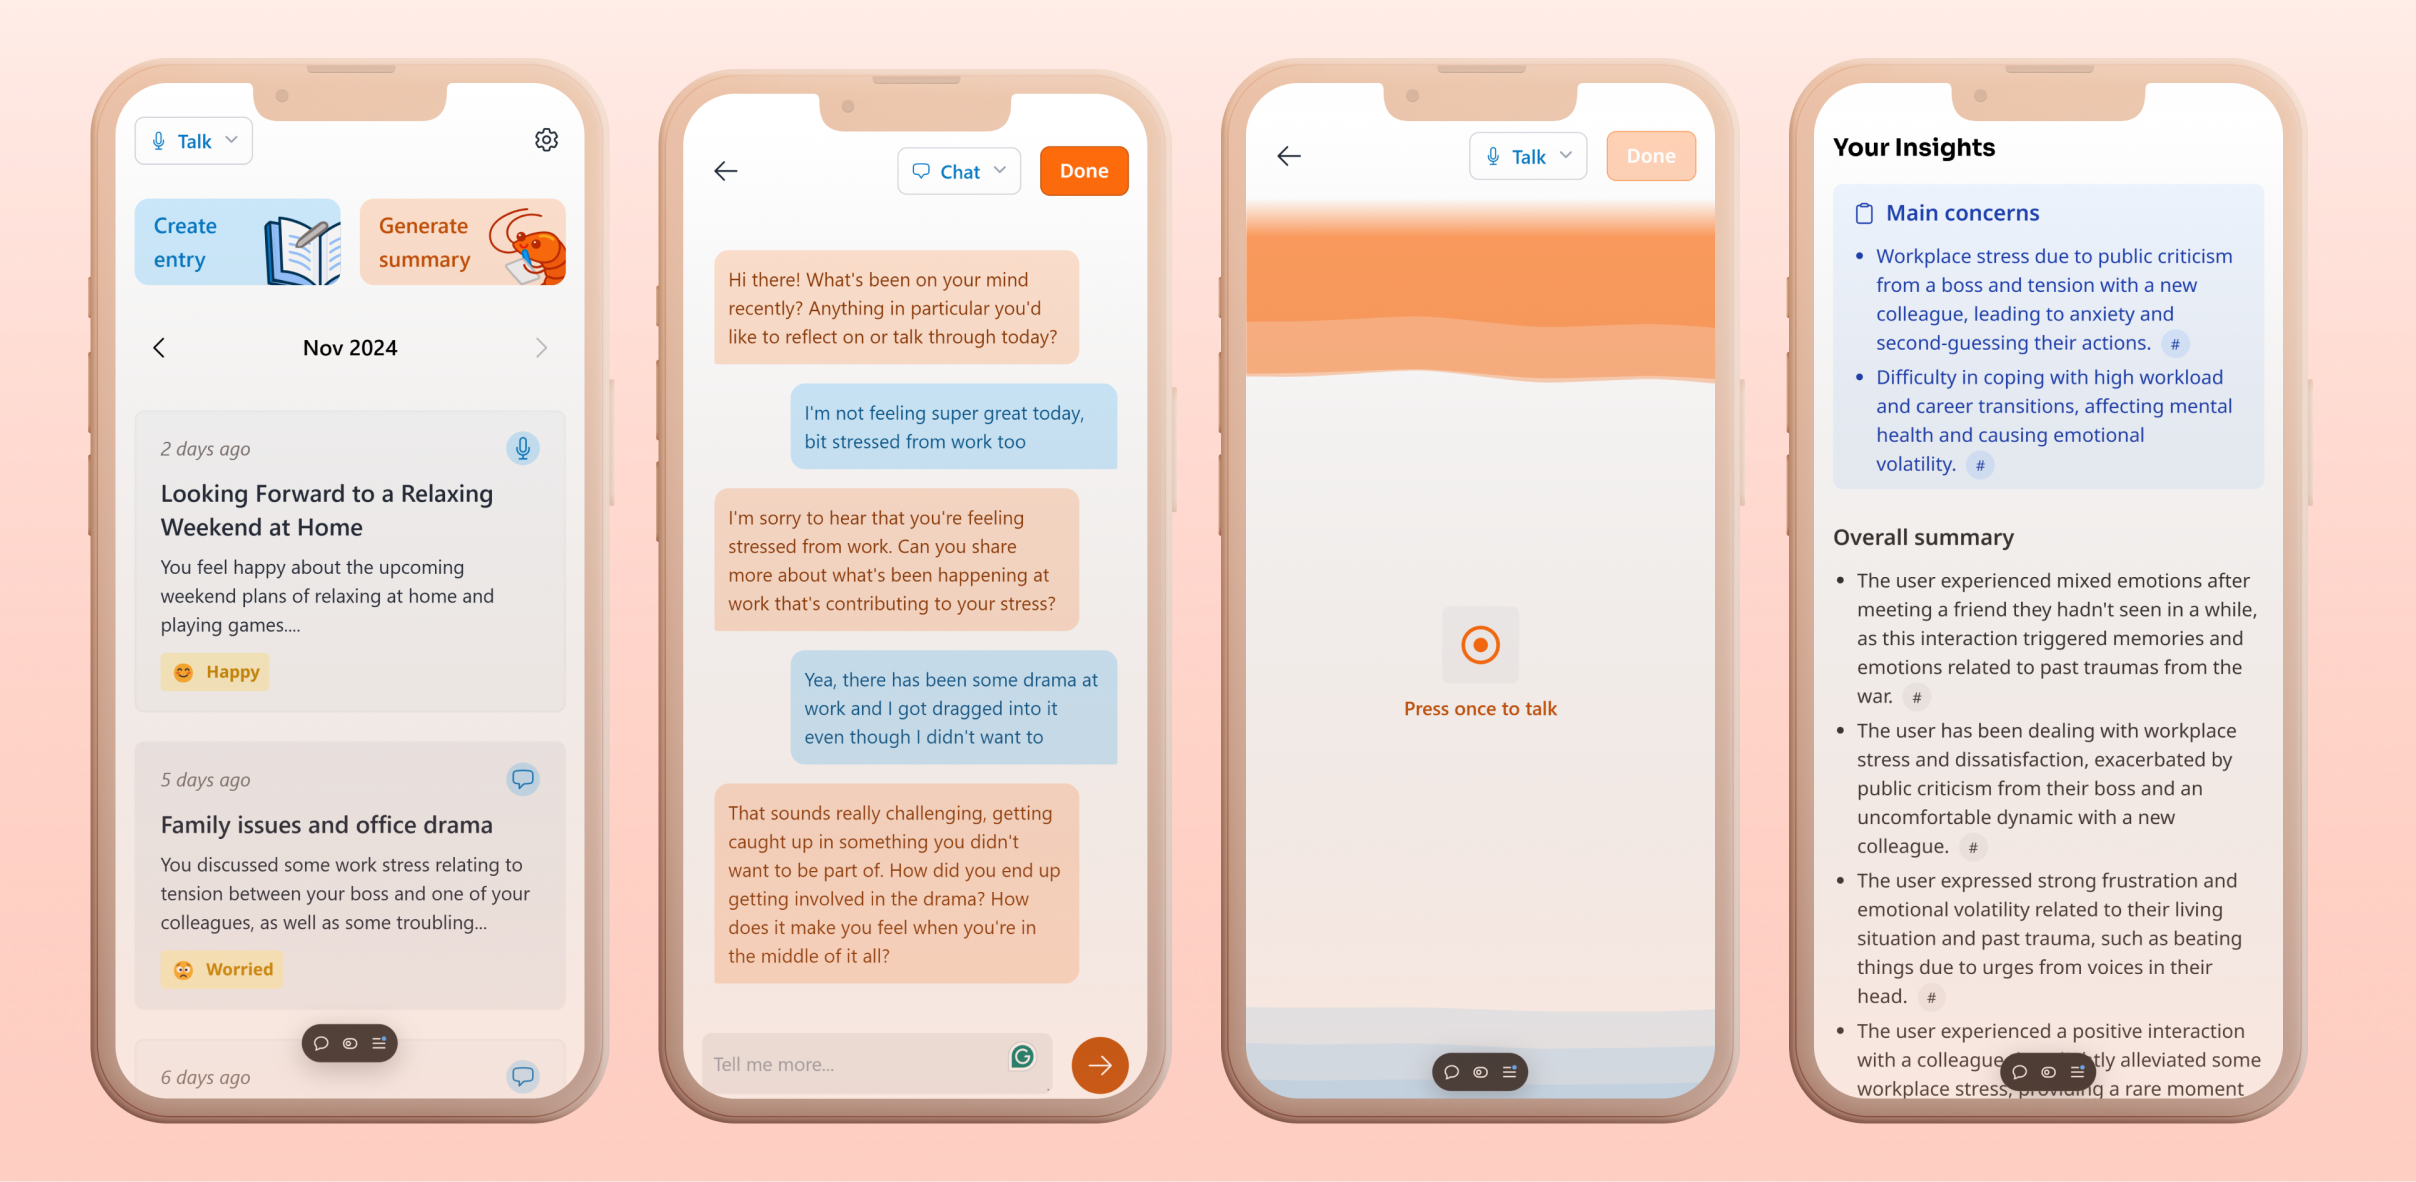 Talk
Create
entry
Generate
summary
Nov 2024
2 days ago
Looking Forward to a Relaxing
Weekend at Home
You feel happy about the upcoming
weekend plans of relaxing at home and
playing games....
Happy
5 days ago
Family issues and office drama
You discussed some work stress relating to
tension between your boss and one of your
colleagues, as well as some troubling...
Worried
6 days ago
Chat
Done
Hi there! What's been on your mind
recently? Anything in particular you'd
like to reflect on or talk through today?
I'm not feeling super great today,
bit stressed from work too
I'm sorry to hear that you're feeling
stressed from work. Can you share
more about what's been happening at
work that's contributing to your stress?
Yea, there has been some drama at
work and I got dragged into it
even though I didn't want to
That sounds really challenging, getting
caught up in something you didn't
want to be part of. How did you end up
getting involved in the drama? How
does it make you feel when you're in
the middle of it all?
Tell me more...
G
Talk
Done
Press once to talk
Your Insights
Main concerns
• Workplace stress due to public criticism
from a boss and tension with a new
colleague, leading to anxiety and
second-guessing their actions. #
• Difficulty in coping with high workload
and career transitions, affecting mental
health and causing emotional
volatility. #
Overall summary
• The user experienced mixed emotions after
meeting a friend they hadn't seen in a while,
as this interaction triggered memories and
emotions related to past traumas from the
war. #
• The user has been dealing with workplace
stress and dissatisfaction, exacerbated by
public criticism from their boss and an
uncomfortable dynamic with a new
colleague. #
• The user expressed strong frustration and
emotional volatility related to their living
situation and past trauma, such as beating
things due to urges from voices in their
head. #
• The user experienced a positive interaction
with a colleague alleviated some
workplace stress, providing a rare moment